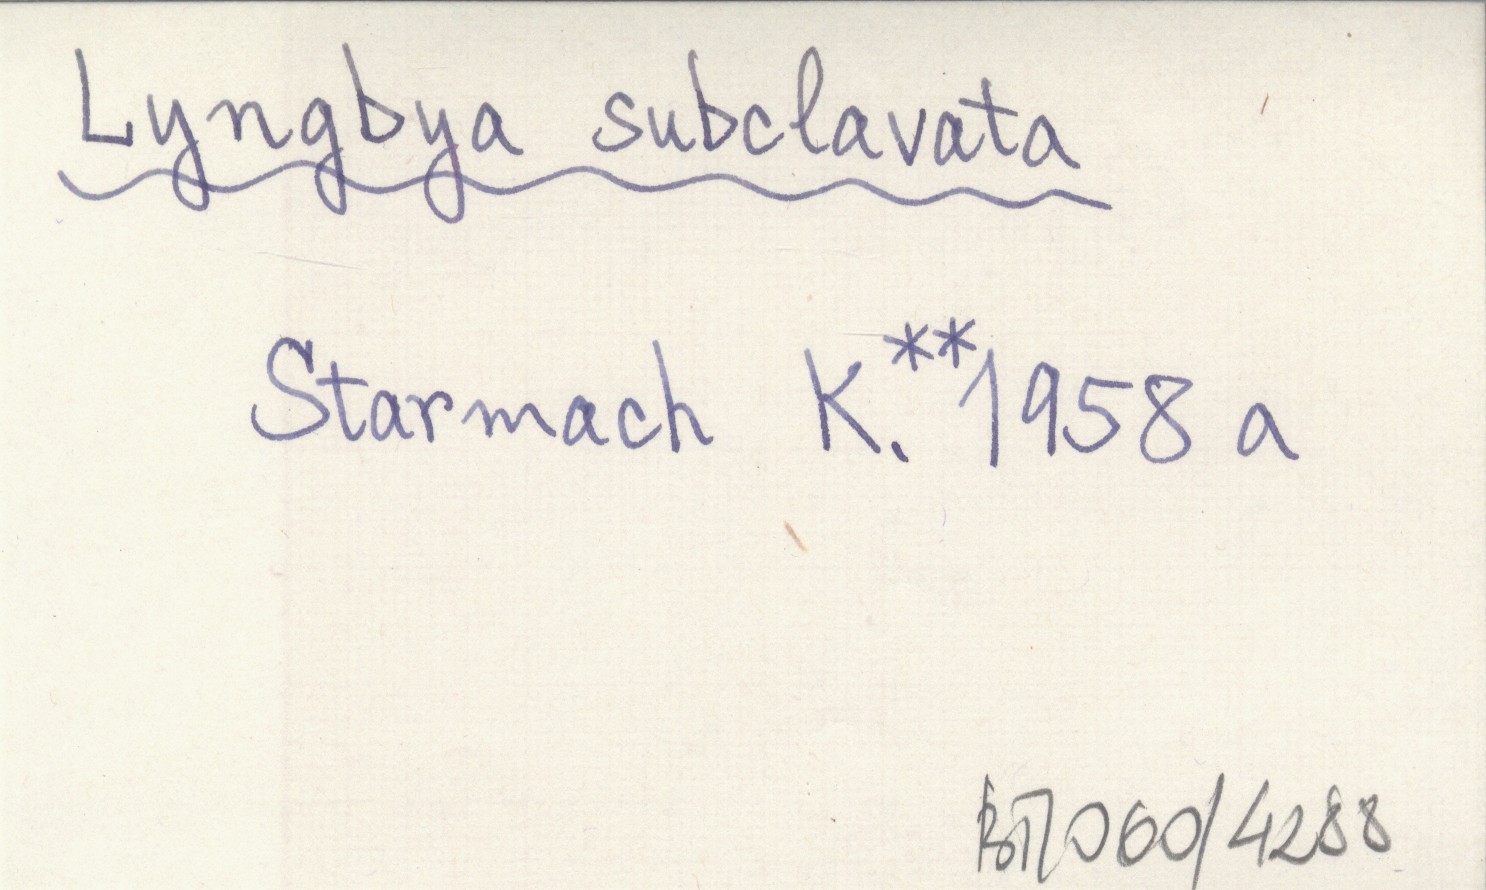 Lyngbya subclavata
Starmach K.** 1958 a
060/4288